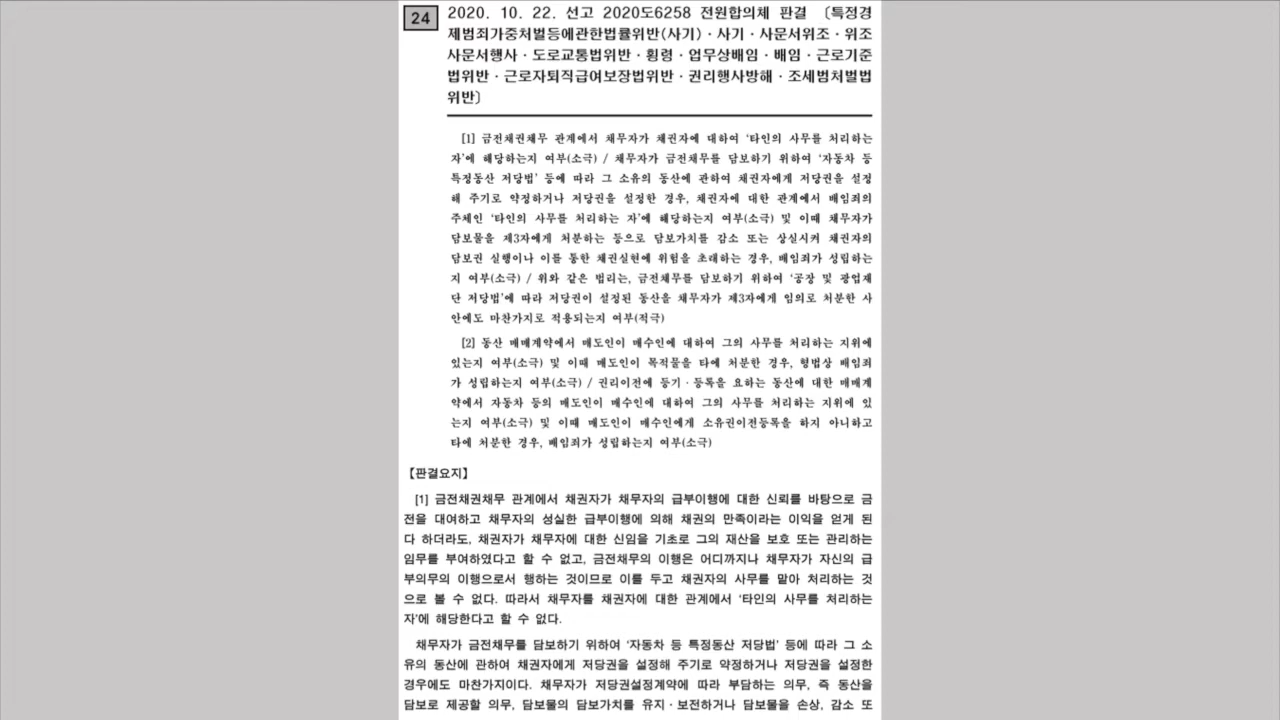 24
2020. 10. 22. 선고 2020도6258 전원합의체 판결 〔특정경
제범죄가중처벌등에관한법률위반(사기)·사기·사문서위조·위조
사문서행사·도로교통법위반·횡령·업무상배임·배임·근로기준
법위반·근로자퇴직급여보장법위반·권리행사방해·조세범처벌법
위반〕
[1] 금전채권채무 관계에서 채무자가 채권자에 대하여 ‘타인의 사무를 처리하는
자’에 해당하는지 여부(소극) / 채무자가 금전채무를 담보하기 위하여 ‘자동차 등
특정동산 저당법’ 등에 따라 그 소유의 동산에 관하여 채권자에게 저당권을 설정
해 주기로 약정하거나 저당권을 설정한 경우, 채권자에 대한 관계에서 배임죄의
주체인 ‘타인의 사무를 처리하는 자’에 해당하는지 여부(소극) 및 이때 채무자가
담보물을 제3자에게 처분하는 등으로 담보가치를 감소 또는 상실시켜 채권자의
담보권 실행이나 이를 통한 채권실현에 위험을 초래하는 경우, 배임죄가 성립하는
지 여부(소극) / 위와 같은 법리는, 금전채무를 담보하기 위하여 ‘공장 및 광업재
단 저당법’에 따라 저당권이 설정된 동산을 채무자가 제3자에게 임의로 처분한 사
안에도 마찬가지로 적용되는지 여부(적극)
[2] 동산 매매계약에서 매도인이 매수인에 대하여 그의 사무를 처리하는 지위에
있는지 여부(소극) 및 이때 매도인이 목적물을 타에 처분한 경우, 형법상 배임죄
가 성립하는지 여부(소극) / 권리이전에 등기·등록을 요하는 동산에 대한 매매계
약에서 자동차 등의 매도인이 매수인에 대하여 그의 사무를 처리하는 지위에 있
는지 여부(소극) 및 이때 매도인이 매수인에게 소유권이전등록을 하지 아니하고
타에 처분한 경우, 배임죄가 성립하는지 여부(소극)
【판결요지】
[1] 금전채권채무 관계에서 채권자가 채무자의 급부이행에 대한 신뢰를 바탕으로 금
전을 대여하고 채무자의 성실한 급부이행에 의해 채권의 만족이라는 이익을 얻게 된
다 하더라도, 채권자가 채무자에 대한 신임을 기초로 그의 재산을 보호 또는 관리하는
임무를 부여하였다고 할 수 없고, 금전채무의 이행은 어디까지나 채무자가 자신의 급
부의무의 이행으로서 행하는 것이므로 이를 두고 채권자의 사무를 맡아 처리하는 것
으로 볼 수 없다. 따라서 채무자를 채권자에 대한 관계에서 ‘타인의 사무를 처리하는
자’에 해당한다고 할 수 없다.
채무자가 금전채무를 담보하기 위하여 ‘자동차 등 특정동산 저당법’ 등에 따라 그 소
유의 동산에 관하여 채권자에게 저당권을 설정해 주기로 약정하거나 저당권을 설정한
경우에도 마찬가지이다. 채무자가 저당권설정계약에 따라 부담하는 의무, 즉 동산을
담보로 제공할 의무, 담보물의 담보가치를 유지·보전하거나 담보물을 손상, 감소 또